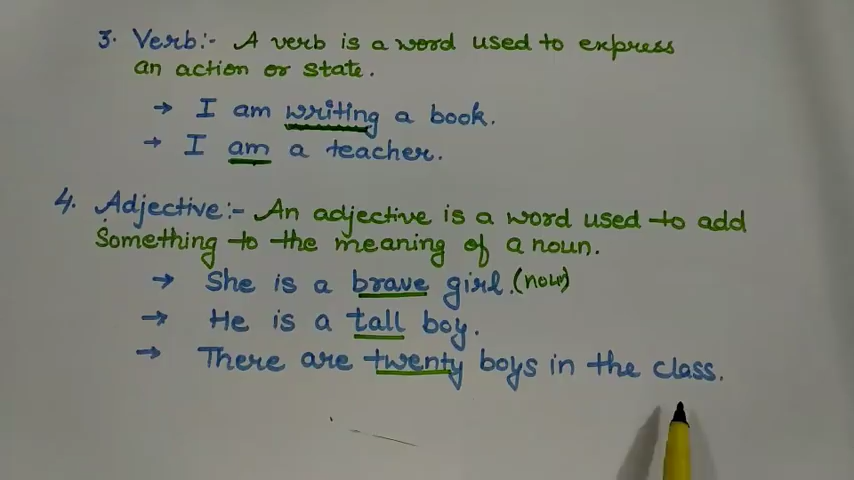 3. Verb:- A verb is a word used to express
an action or state.
→ I am writing a book.
→ I am a teacher.
4. Adjective:- An adjective is a word used to add
Something to the meaning of a noun.
→ She is a brave girl. (noun)
→ He is a tall boy.
→ There are twenty boys in the class.